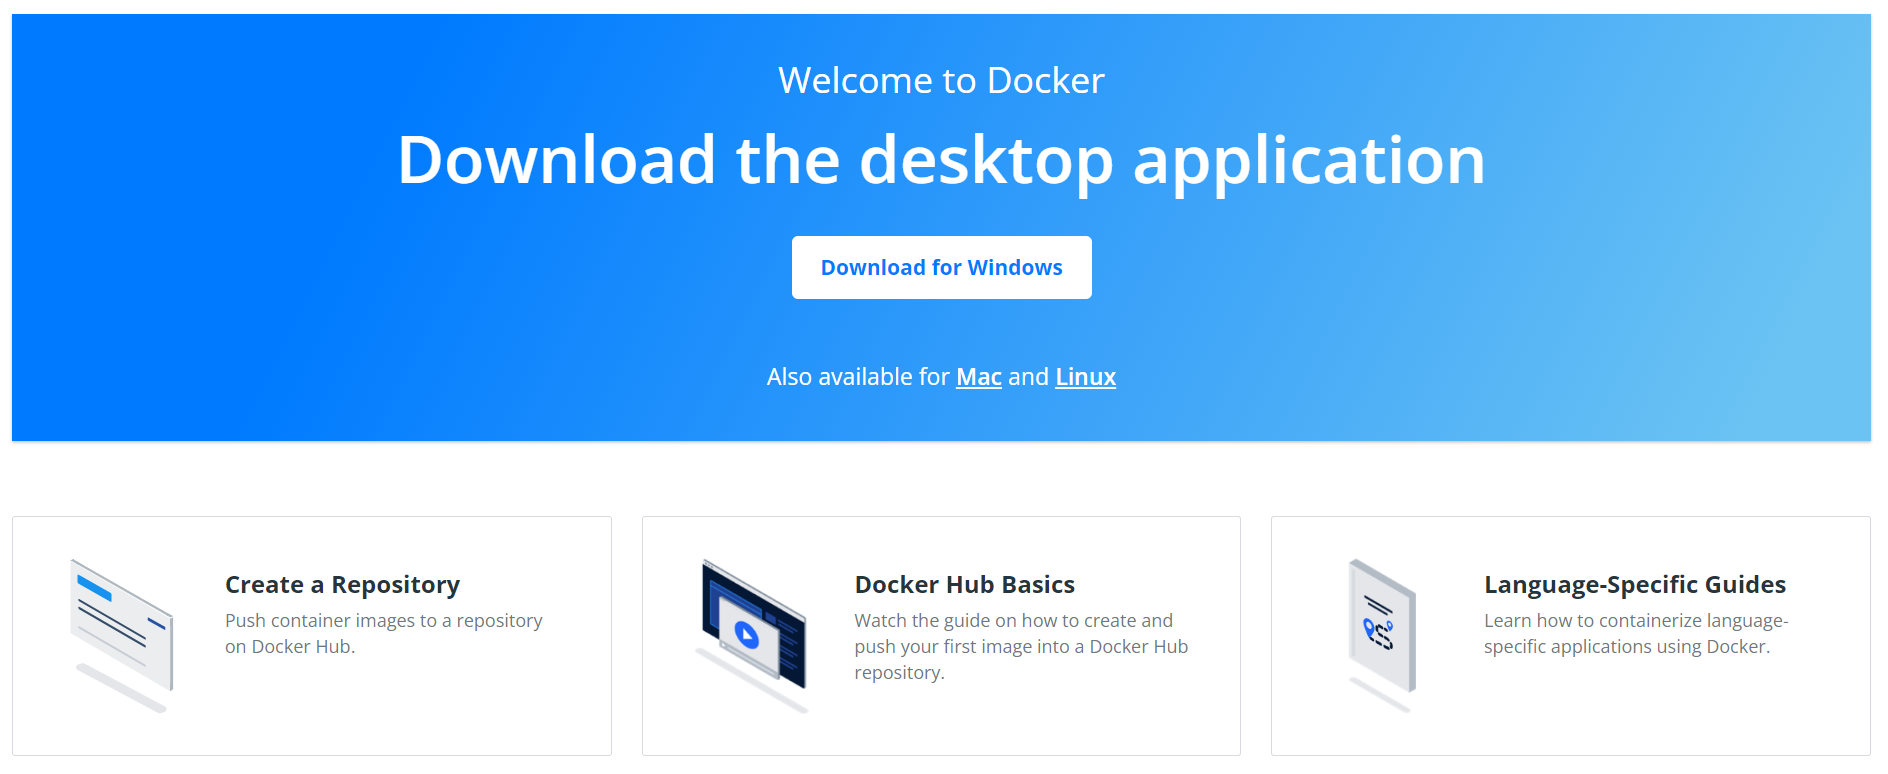 Welcome to Docker
Download the desktop application
Download for Windows
Also available for Mac and Linux
Create a Repository
Push container images to a repository
on Docker Hub.
Docker Hub Basics
Watch the guide on how to create and
push your first image into a Docker Hub
repository.
Language-Specific Guides
Learn how to containerize language-
specific applications using Docker.